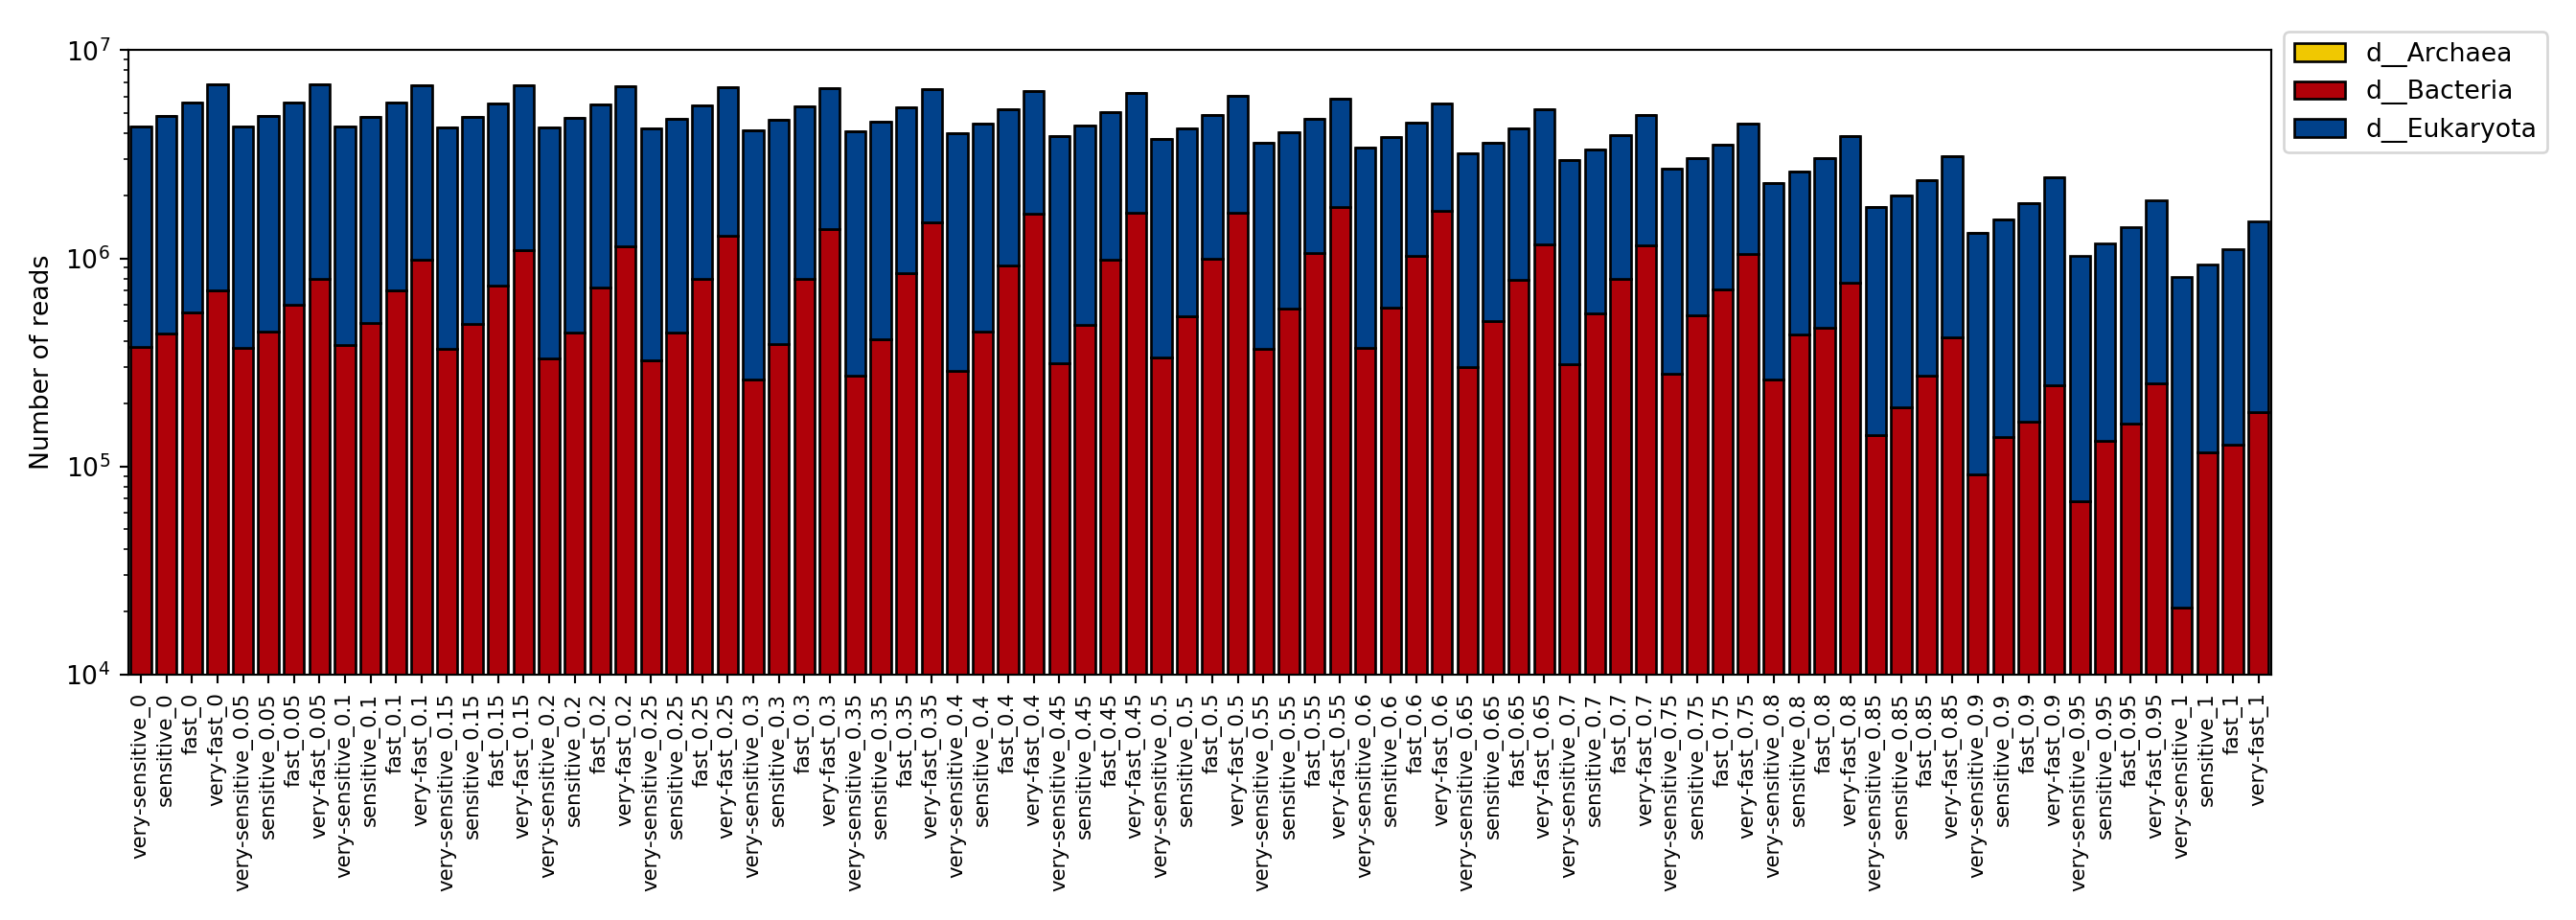 10^7
10^6
10^5
10^4
Number of reads
d__Archaea
d__Bacteria
d__Eukaryota
very-sensitive_0
sensitive_0
fast_0
very-fast_0
very-sensitive_0.05
sensitive_0.05
fast_0.05
very-fast_0.05
very-sensitive_0.1
sensitive_0.1
fast_0.1
very-fast_0.1
very-sensitive_0.15
sensitive_0.15
fast_0.15
very-fast_0.15
very-sensitive_0.2
sensitive_0.2
fast_0.2
very-fast_0.2
very-sensitive_0.25
sensitive_0.25
fast_0.25
very-fast_0.25
very-sensitive_0.3
sensitive_0.3
fast_0.3
very-fast_0.3
very-sensitive_0.35
sensitive_0.35
fast_0.35
very-fast_0.35
very-sensitive_0.4
sensitive_0.4
fast_0.4
very-fast_0.4
very-sensitive_0.45
sensitive_0.45
fast_0.45
very-fast_0.45
very-sensitive_0.5
sensitive_0.5
fast_0.5
very-fast_0.5
very-sensitive_0.55
sensitive_0.55
fast_0.55
very-fast_0.55
very-sensitive_0.6
sensitive_0.6
fast_0.6
very-fast_0.6
very-sensitive_0.65
sensitive_0.65
fast_0.65
very-fast_0.65
very-sensitive_0.7
sensitive_0.7
fast_0.7
very-fast_0.7
very-sensitive_0.75
sensitive_0.75
fast_0.75
very-fast_0.75
very-sensitive_0.8
sensitive_0.8
fast_0.8
very-fast_0.8
very-sensitive_0.85
sensitive_0.85
fast_0.85
very-fast_0.85
very-sensitive_0.9
sensitive_0.9
fast_0.9
very-fast_0.9
very-sensitive_0.95
sensitive_0.95
fast_0.95
very-fast_0.95
very-sensitive_1
sensitive_1
fast_1
very-fast_1